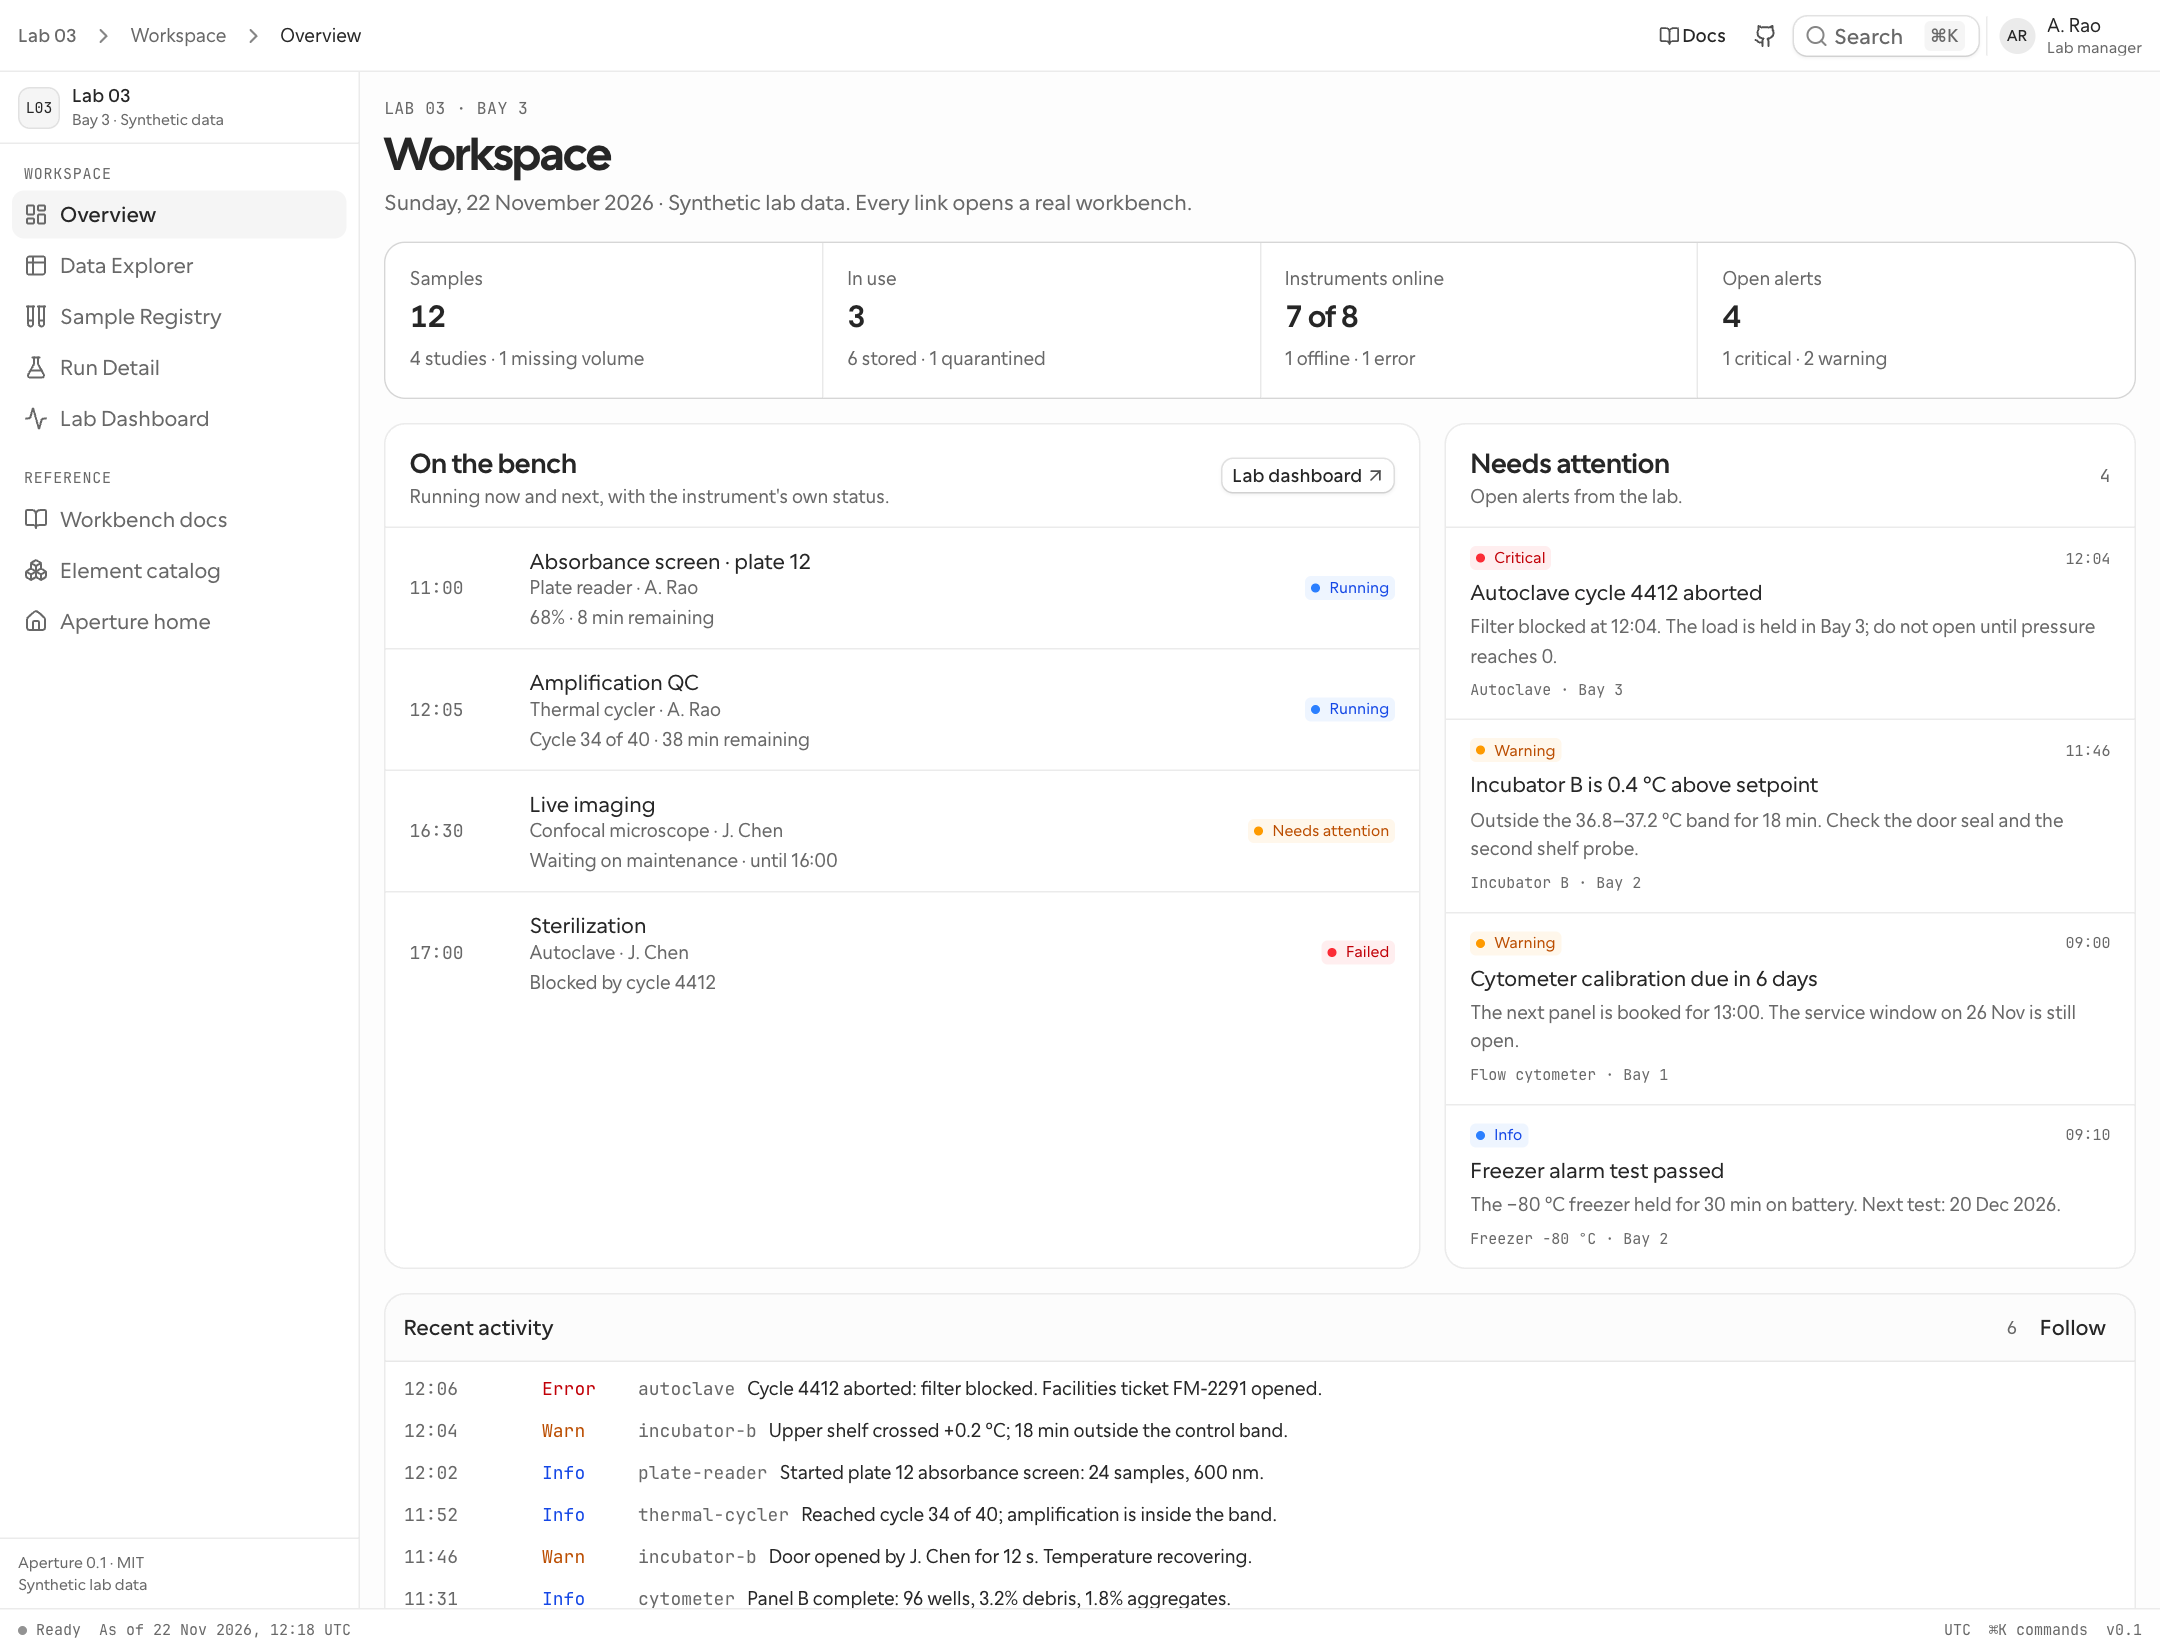 Lab 03 Workspace Overview
Docs
Search ⌘K
AR
A. Rao
Lab manager
L03
Lab 03
Bay 3 · Synthetic data
WORKSPACE
Overview
Data Explorer
Sample Registry
Run Detail
Lab Dashboard
REFERENCE
Workbench docs
Element catalog
Aperture home
Aperture 0.1 · MIT
Synthetic lab data
LAB 03 · BAY 3
Workspace
Sunday, 22 November 2026 · Synthetic lab data. Every link opens a real workbench.
Samples
12
4 studies · 1 missing volume
In use
3
6 stored · 1 quarantined
Instruments online
7 of 8
1 offline · 1 error
Open alerts
4
1 critical · 2 warning
On the bench
Running now and next, with the instrument's own status.
Lab dashboard
11:00
Absorbance screen · plate 12
Plate reader · A. Rao
68% · 8 min remaining
Running
12:05
Amplification QC
Thermal cycler · A. Rao
Cycle 34 of 40 · 38 min remaining
Running
16:30
Live imaging
Confocal microscope · J. Chen
Waiting on maintenance · until 16:00
Needs attention
17:00
Sterilization
Autoclave · J. Chen
Blocked by cycle 4412
Failed
Needs attention
Open alerts from the lab.
4
Critical 12:04
Autoclave cycle 4412 aborted
Filter blocked at 12:04. The load is held in Bay 3; do not open until pressure
reaches 0.
Autoclave · Bay 3
Warning 11:46
Incubator B is 0.4 °C above setpoint
Outside the 36.8–37.2 °C band for 18 min. Check the door seal and the
second shelf probe.
Incubator B · Bay 2
Warning 09:00
Cytometer calibration due in 6 days
The next panel is booked for 13:00. The service window on 26 Nov is still
open.
Flow cytometer · Bay 1
Info 09:10
Freezer alarm test passed
The −80 °C freezer held for 30 min on battery. Next test: 20 Dec 2026.
Freezer -80 °C · Bay 2
Recent activity 6 Follow
12:06 Error autoclave Cycle 4412 aborted: filter blocked. Facilities ticket FM-2291 opened.
12:04 Warn incubator-b Upper shelf crossed +0.2 °C; 18 min outside the control band.
12:02 Info plate-reader Started plate 12 absorbance screen: 24 samples, 600 nm.
11:52 Info thermal-cycler Reached cycle 34 of 40; amplification is inside the band.
11:46 Warn incubator-b Door opened by J. Chen for 12 s. Temperature recovering.
11:31 Info cytometer Panel B complete: 96 wells, 3.2% debris, 1.8% aggregates.
Ready As of 22 Nov 2026, 12:18 UTC
UTC ⌘K commands v0.1